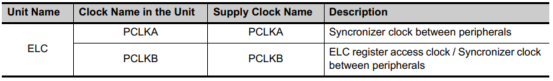 Unit Name Clock Name in the Unit Supply Clock Name Description
ELC
PCLKA PCLKA Syncronizer clock between peripherals
PCLKB PCLKB ELC register access clock / Syncronizer clock
between peripherals